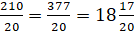 210/20 = 377/20 = 18 17/20